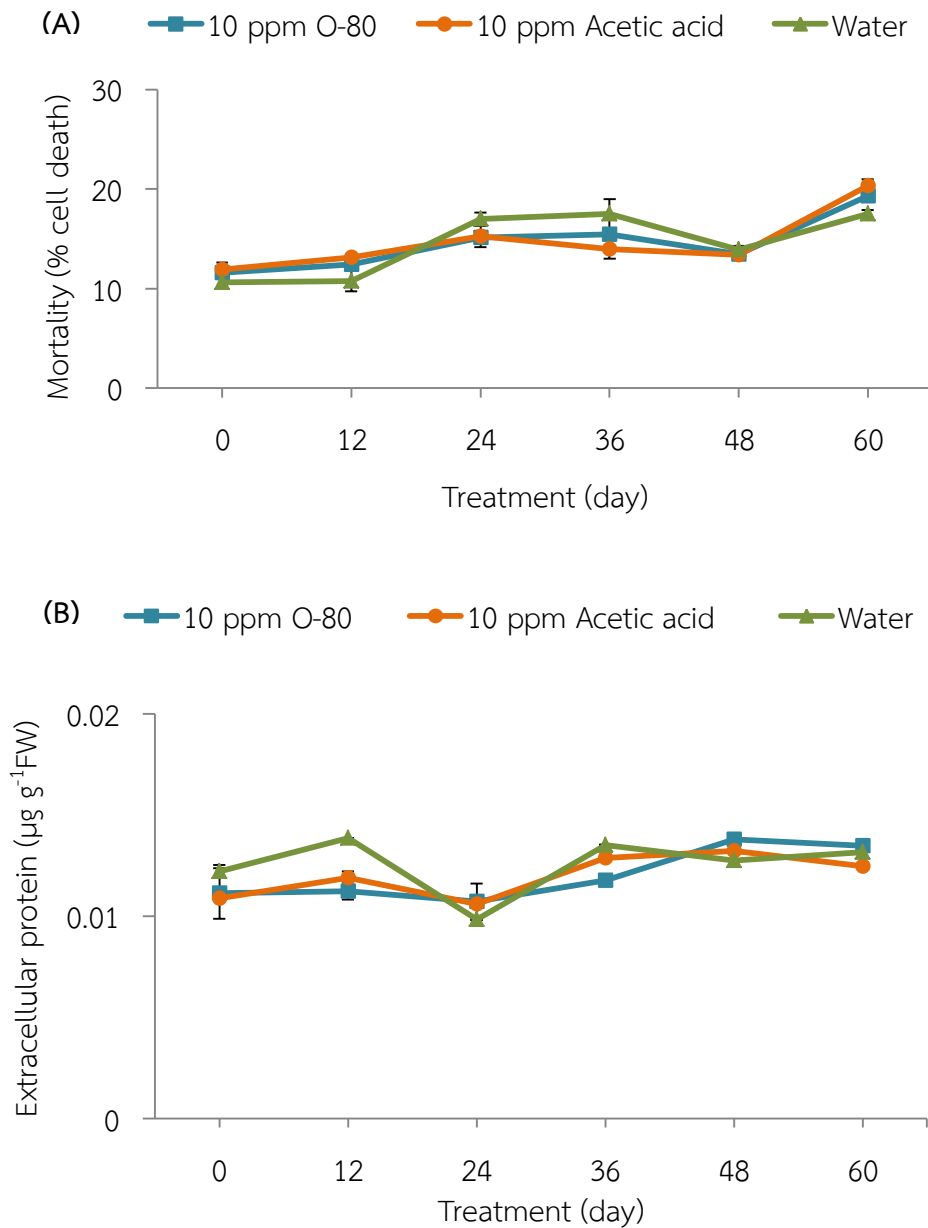 (A) 10 ppm O-80 10 ppm Acetic acid Water
30
20
10
0
Mortality (% cell death)
0 12 24 36 48 60
Treatment (day)
(B) 10 ppm O-80 10 ppm Acetic acid Water
0.02
0.01
0
Extracellular protein (µg g⁻¹FW)
0 12 24 36 48 60
Treatment (day)